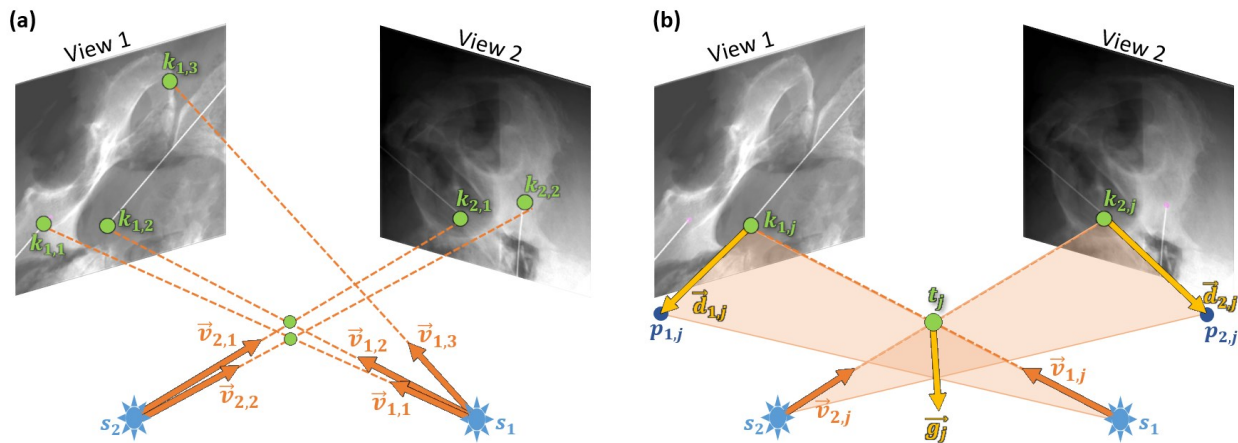 (a)
View 1
View 2
k₁,₃
k₁,₁
k₁,₂
k₂,₁
k₂,₂
v⃗₂,₁
v⃗₂,₂
v⃗₁,₂
v⃗₁,₃
v⃗₁,₁
s₂
s₁
(b)
View 1
View 2
k₁,ⱼ
k₂,ⱼ
d⃗₁,ⱼ
p₁,ⱼ
tⱼ
d⃗₂,ⱼ
p₂,ⱼ
v⃗₂,ⱼ
v⃗₁,ⱼ
s₂
g⃗ⱼ
s₁